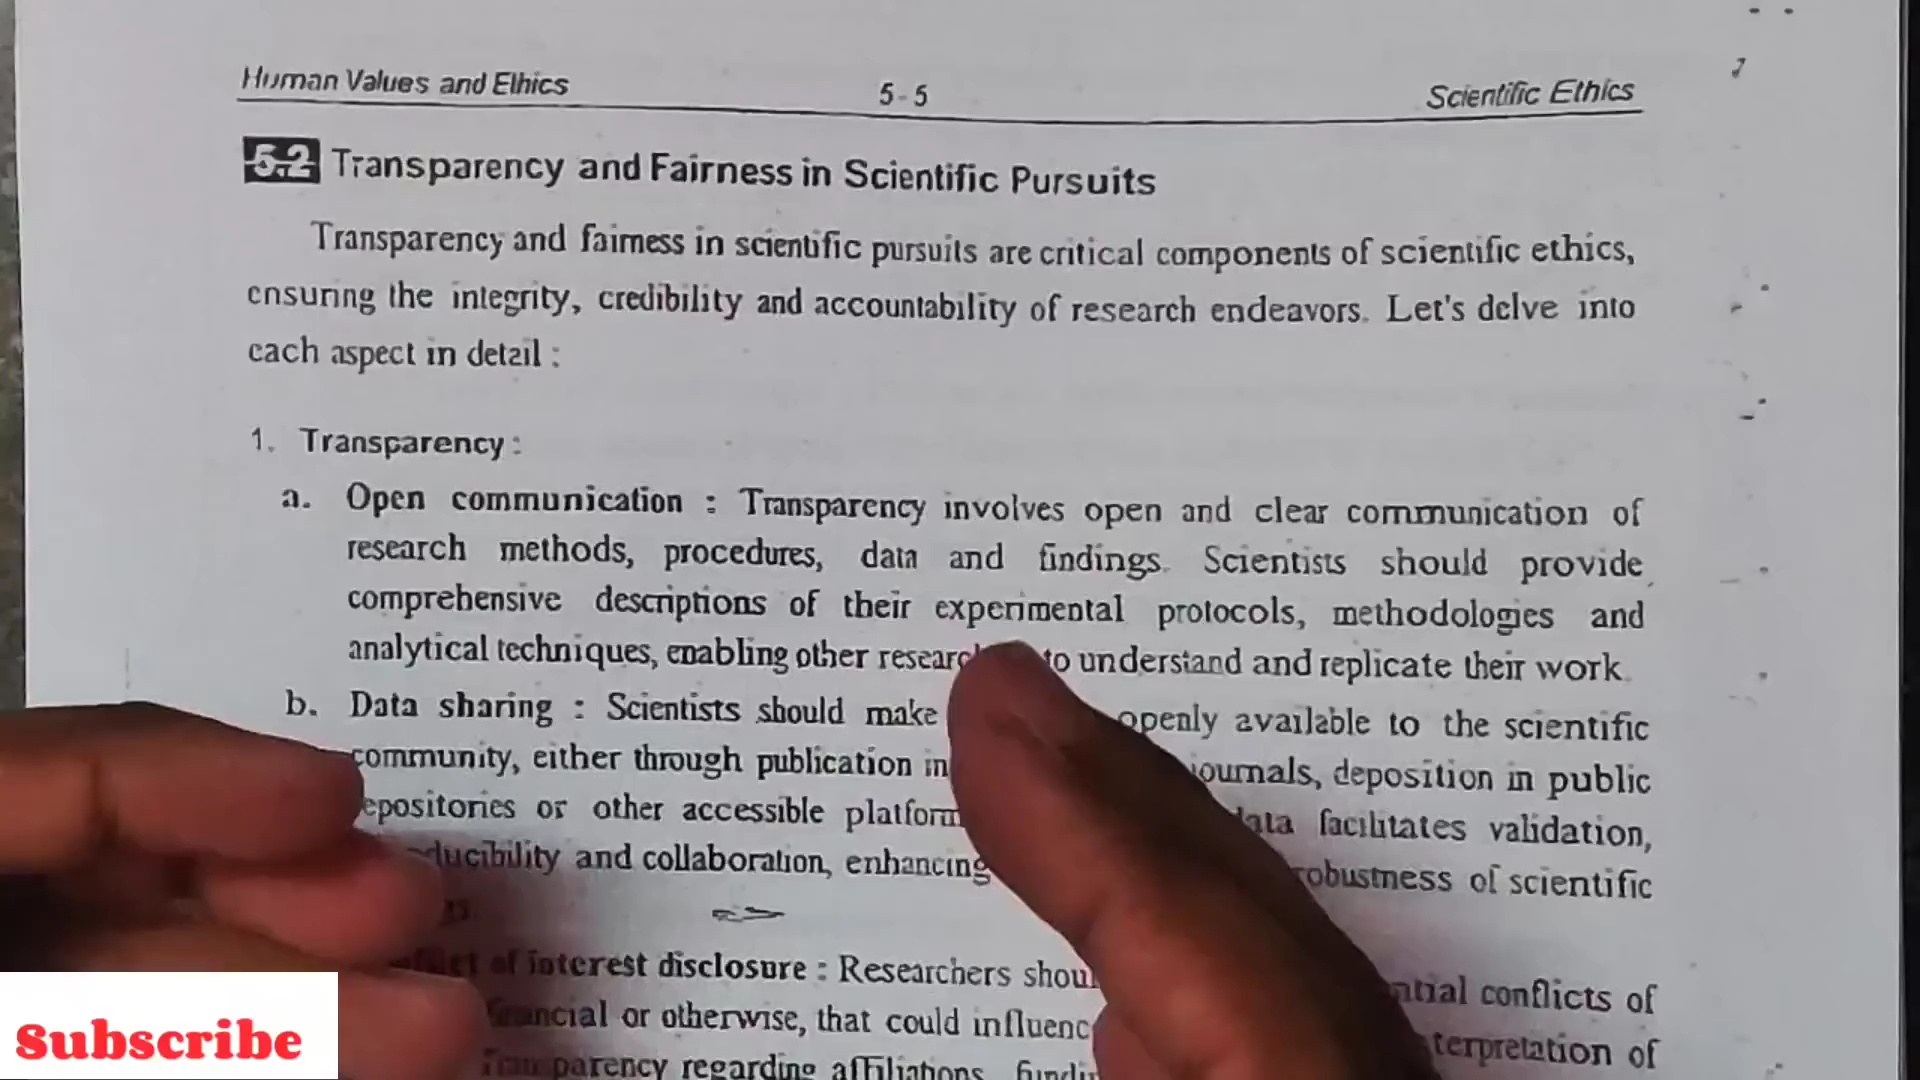 Human Values and Ethics 5 - 5 Scientific Ethics
5.2 Transparency and Fairness in Scientific Pursuits
Transparency and fairness in scientific pursuits are critical components of scientific ethics,
ensuring the integrity, credibility and accountability of research endeavors. Let's delve into
each aspect in detail :
1. Transparency :
a. Open communication : Transparency involves open and clear communication of
research methods, procedures, data and findings. Scientists should provide
comprehensive descriptions of their experimental protocols, methodologies and
analytical techniques, enabling other to understand and replicate their work.
b. Data sharing : Scientists should make openly available to the scientific
community, either through publication in journals, deposition in public
or other accessible data facilitates validation,
and collaboration, enhancing robustness of scientific
of interest disclosure : Researchers conflicts of
financial or otherwise, that could of
Transparency regarding affiliations,
Subscribe